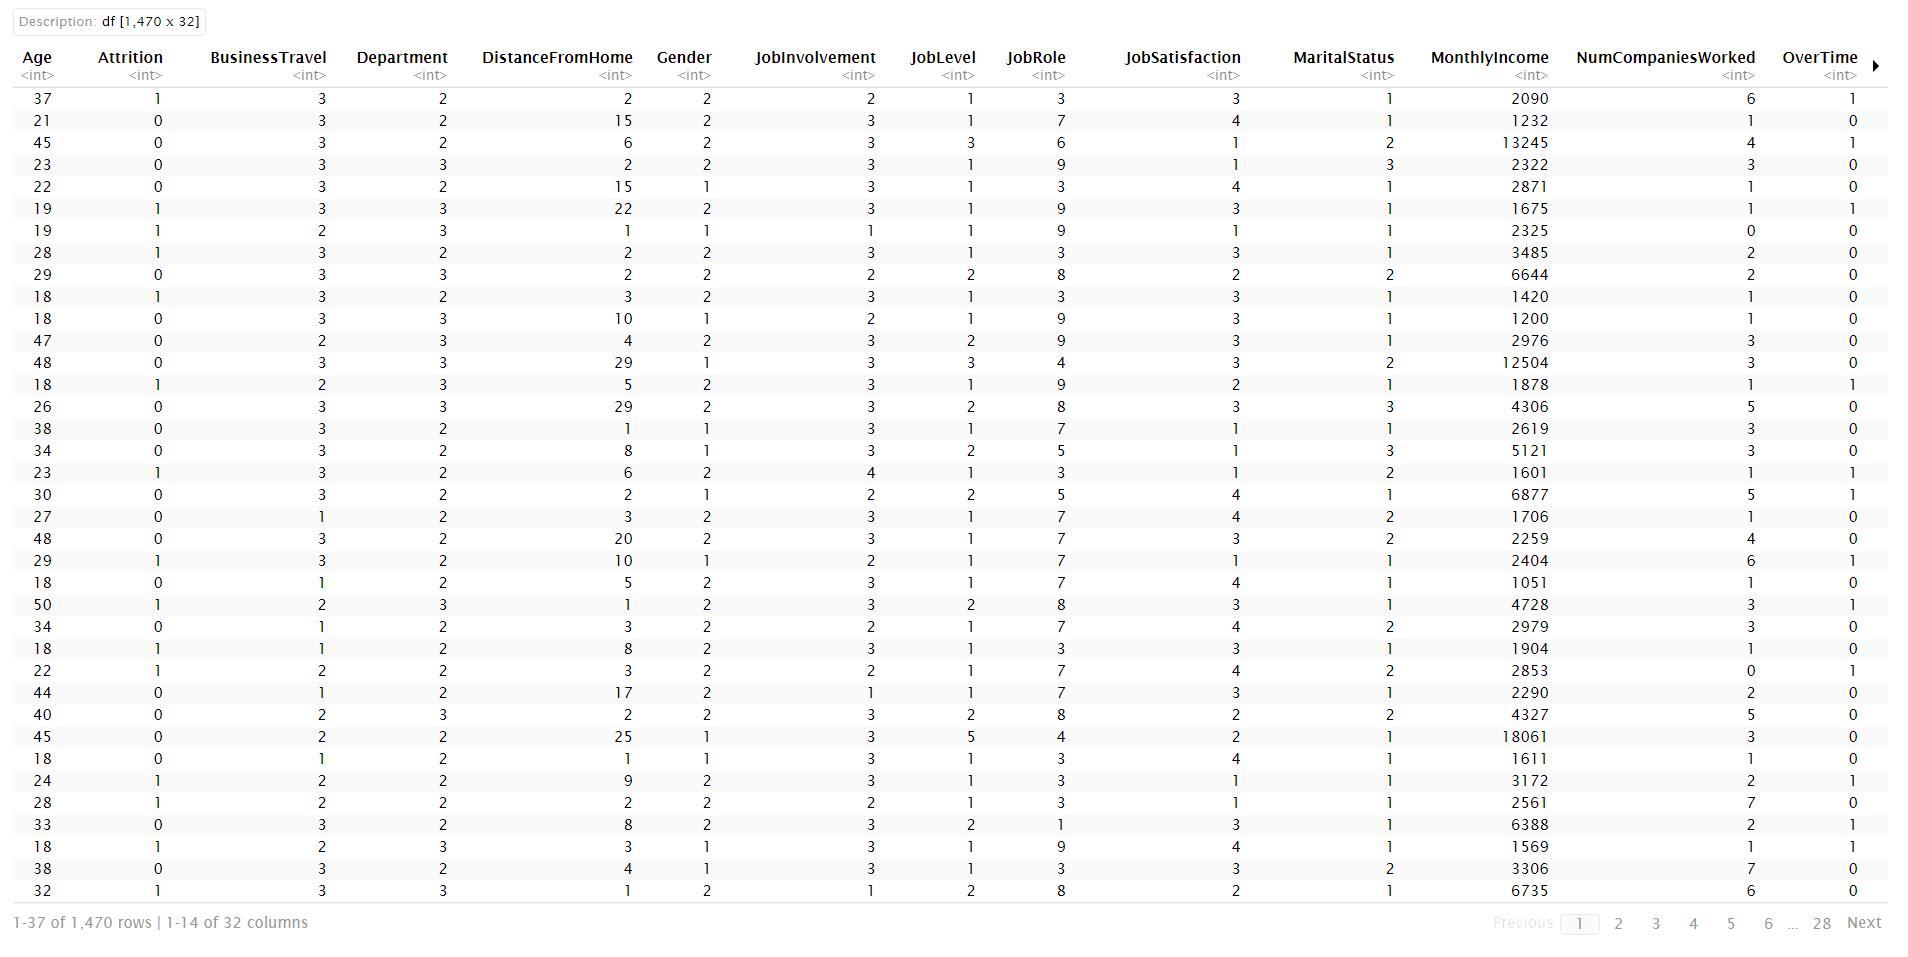 Description: df [1,470 x 32]
Age Attrition BusinessTravel Department DistanceFromHome Gender JobInvolvement JobLevel JobRole JobSatisfaction MaritalStatus MonthlyIncome NumCompaniesWorked OverTime
<int> <int> <int> <int> <int> <int> <int> <int> <int> <int> <int> <int> <int> <int>
37 1 3 2 2 2 2 1 3 3 1 2090 6 1
21 0 3 2 15 2 3 1 7 4 1 1232 1 0
45 0 3 2 6 2 3 3 6 1 2 13245 4 1
23 0 3 3 2 2 3 1 9 1 3 2322 3 0
22 0 3 2 15 1 3 1 3 4 1 2871 1 0
19 1 3 3 22 2 3 1 9 3 1 1675 1 1
19 1 2 3 1 1 1 1 9 1 1 2325 0 0
28 1 3 2 2 2 3 1 3 3 1 3485 2 0
29 0 3 3 2 2 2 2 8 2 2 6644 2 0
18 1 3 2 3 2 3 1 3 3 1 1420 1 0
18 0 3 3 10 1 2 1 9 3 1 1200 1 0
47 0 2 3 4 2 3 2 9 3 1 2976 3 0
48 0 3 3 29 1 3 3 4 3 2 12504 3 0
18 1 2 3 5 2 3 1 9 2 1 1878 1 1
26 0 3 3 29 2 3 2 8 3 3 4306 5 0
38 0 3 2 1 1 3 1 7 1 1 2619 3 0
34 0 3 2 8 1 3 2 5 1 3 5121 3 0
23 1 3 2 6 2 4 1 3 1 2 1601 1 1
30 0 3 2 2 1 2 2 5 4 1 6877 5 1
27 0 1 2 3 2 3 1 7 4 2 1706 1 0
48 0 3 2 20 2 3 1 7 3 2 2259 4 0
29 1 3 2 10 1 2 1 7 1 1 2404 6 1
18 0 1 2 5 2 3 1 7 4 1 1051 1 0
50 1 2 3 1 2 3 2 8 3 1 4728 3 1
34 0 1 2 3 2 2 1 7 4 2 2979 3 0
18 1 1 2 8 2 3 1 3 3 1 1904 1 0
22 1 2 2 3 2 2 1 7 4 2 2853 0 1
44 0 1 2 17 2 1 1 7 3 1 2290 2 0
40 0 2 3 2 2 3 2 8 2 2 4327 5 0
45 0 2 2 25 1 3 5 4 2 1 18061 3 0
18 0 1 2 1 1 3 1 3 4 1 1611 1 0
24 1 2 2 9 2 3 1 3 1 1 3172 2 1
28 1 2 2 2 2 2 1 3 1 1 2561 7 0
33 0 3 2 8 2 3 2 1 3 1 6388 2 1
18 1 2 3 3 1 3 1 9 4 1 1569 1 1
38 0 3 2 4 1 3 1 3 3 2 3306 7 0
32 1 3 3 1 2 1 2 8 2 1 6735 6 0
1-37 of 1,470 rows | 1-14 of 32 columns Previous 1 2 3 4 5 6 ... 28 Next